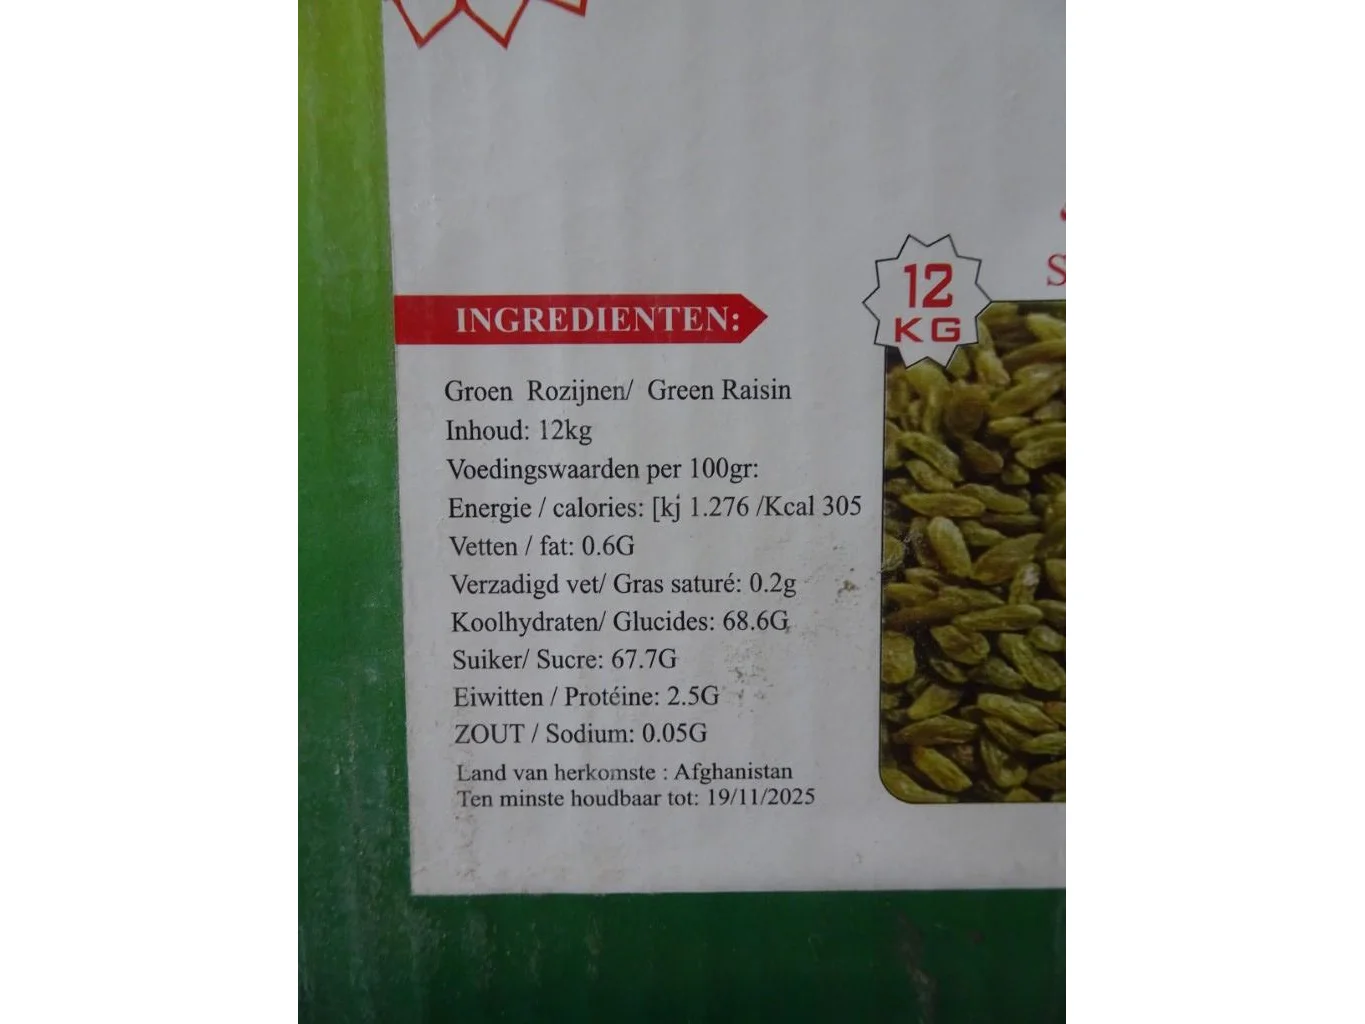 12
KG
S
INGREDIENTEN:
Groen Rozijnen/ Green Raisin
Inhoud: 12kg
Voedingswaarden per 100gr:
Energie / calories: [kj 1.276 /Kcal 305
Vetten / fat: 0.6G
Verzadigd vet/ Gras saturé: 0.2g
Koolhydraten/ Glucides: 68.6G
Suiker/ Sucre: 67.7G
Eiwitten / Protéine: 2.5G
ZOUT / Sodium: 0.05G
Land van herkomste : Afghanistan
Ten minste houdbaar tot: 19/11/2025